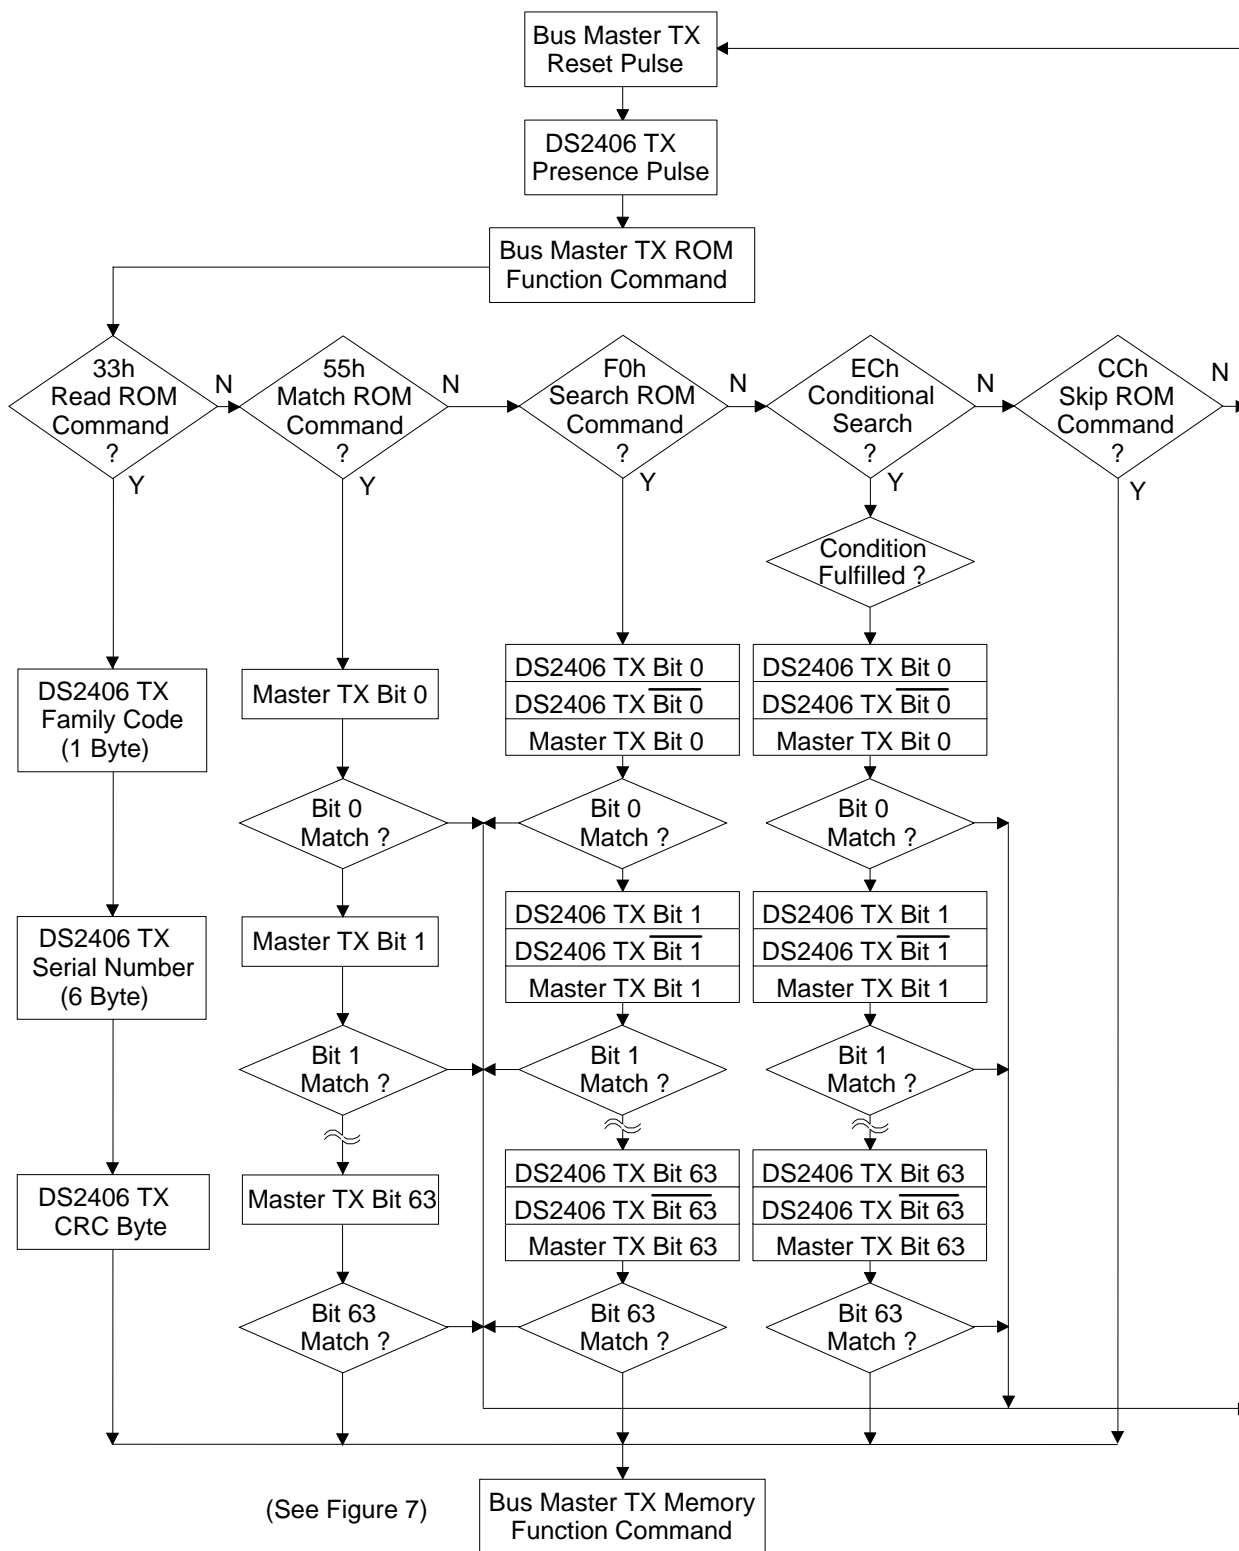 Bus Master TX
Reset Pulse
DS2406 TX
Presence Pulse
Bus Master TX ROM
Function Command
33h
Read ROM
Command
?
N
Y
55h
Match ROM
Command
?
N
Y
F0h
Search ROM
Command
?
N
Y
ECh
Conditional
Search
?
N
Y
CCh
Skip ROM
Command
?
N
Y
Condition
Fulfilled ?
DS2406 TX
Family Code
(1 Byte)
DS2406 TX
Serial Number
(6 Byte)
DS2406 TX
CRC Byte
Master TX Bit 0
Bit 0
Match ?
Master TX Bit 1
Bit 1
Match ?
Master TX Bit 63
Bit 63
Match ?
DS2406 TX Bit 0
DS2406 TX Bit 0
Master TX Bit 0
Bit 0
Match ?
DS2406 TX Bit 1
DS2406 TX Bit 1
Master TX Bit 1
Bit 1
Match ?
DS2406 TX Bit 63
DS2406 TX Bit 63
Master TX Bit 63
Bit 63
Match ?
DS2406 TX Bit 0
DS2406 TX Bit 0
Master TX Bit 0
Bit 0
Match ?
DS2406 TX Bit 1
DS2406 TX Bit 1
Master TX Bit 1
Bit 1
Match ?
DS2406 TX Bit 63
DS2406 TX Bit 63
Master TX Bit 63
Bit 63
Match ?
(See Figure 7)
Bus Master TX Memory
Function Command